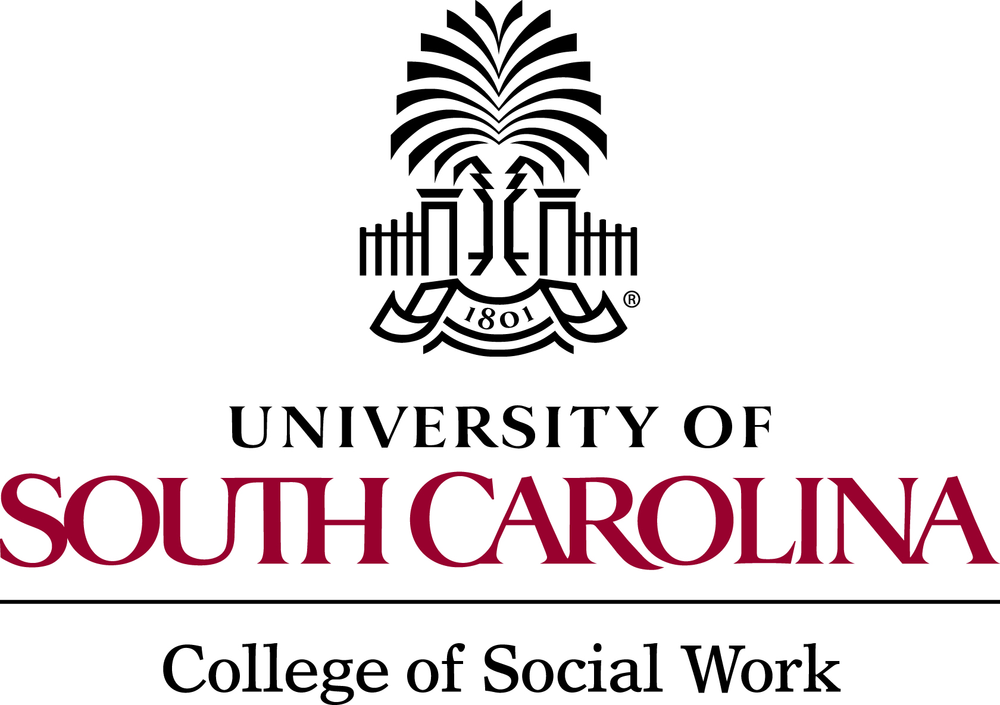 1801
®
UNIVERSITY OF
SOUTH CAROLINA
College of Social Work